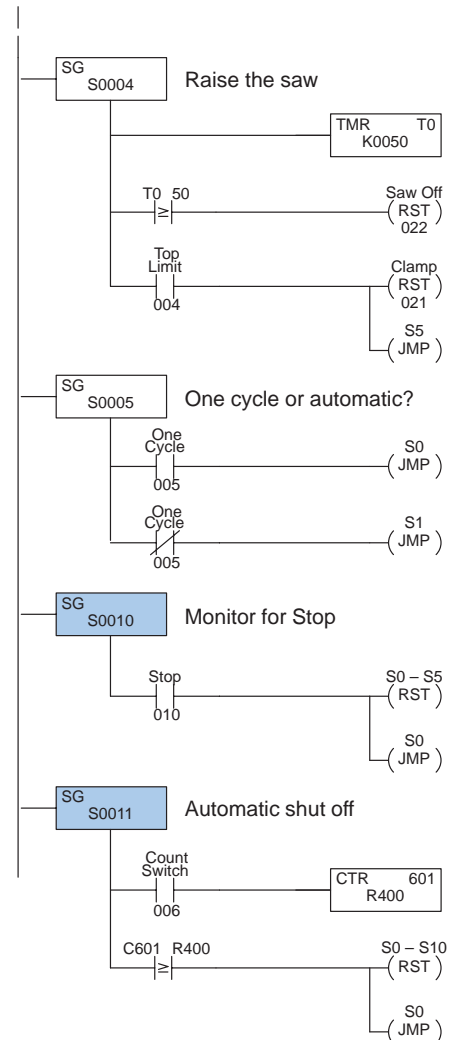 SG
S0004
Raise the saw
TMR T0
K0050
T0 50
≥
Saw Off
RST
022
Top
Limit
004
Clamp
RST
021
S5
JMP
SG
S0005
One cycle or automatic?
One
Cycle
005
S0
JMP
One
Cycle
005
S1
JMP
SG
S0010
Monitor for Stop
Stop
010
S0 – S5
RST
S0
JMP
SG
S0011
Automatic shut off
Count
Switch
006
CTR 601
R400
C601 R400
≥
S0 – S10
RST
S0
JMP